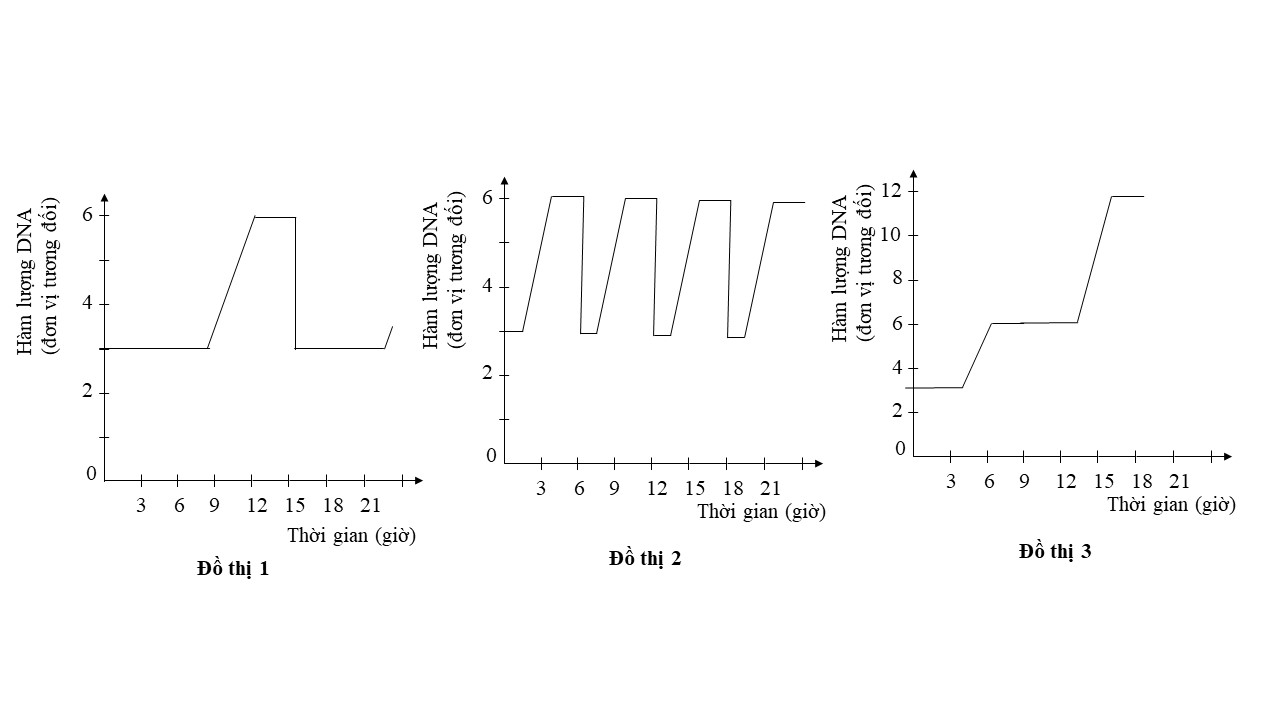 Hàm lượng DNA
(đơn vị tương đối)
6
4
2
0
3 6 9 12 15 18 21
Thời gian (giờ)
Đồ thị 1
Hàm lượng DNA
(đơn vị tương đối)
6
4
2
0
3 6 9 12 15 18 21
Thời gian (giờ)
Đồ thị 2
Hàm lượng DNA
(đơn vị tương đối)
12
10
8
6
4
2
0
3 6 9 12 15 18 21
Thời gian (giờ)
Đồ thị 3